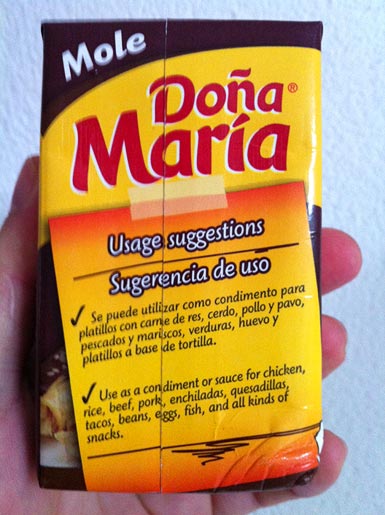 Mole
Doña®
María
Usage suggestions
Sugerencia de uso
✓ Se puede utilizar como condimento para
platillos con carne de res, cerdo, pollo y pavo,
pescados y mariscos, verduras, huevo y
platillos a base de tortilla.
✓ Use as a condiment or sauce for chicken,
rice, beef, pork, enchiladas, quesadillas,
tacos, beans, eggs, fish, and all kinds of
snacks.